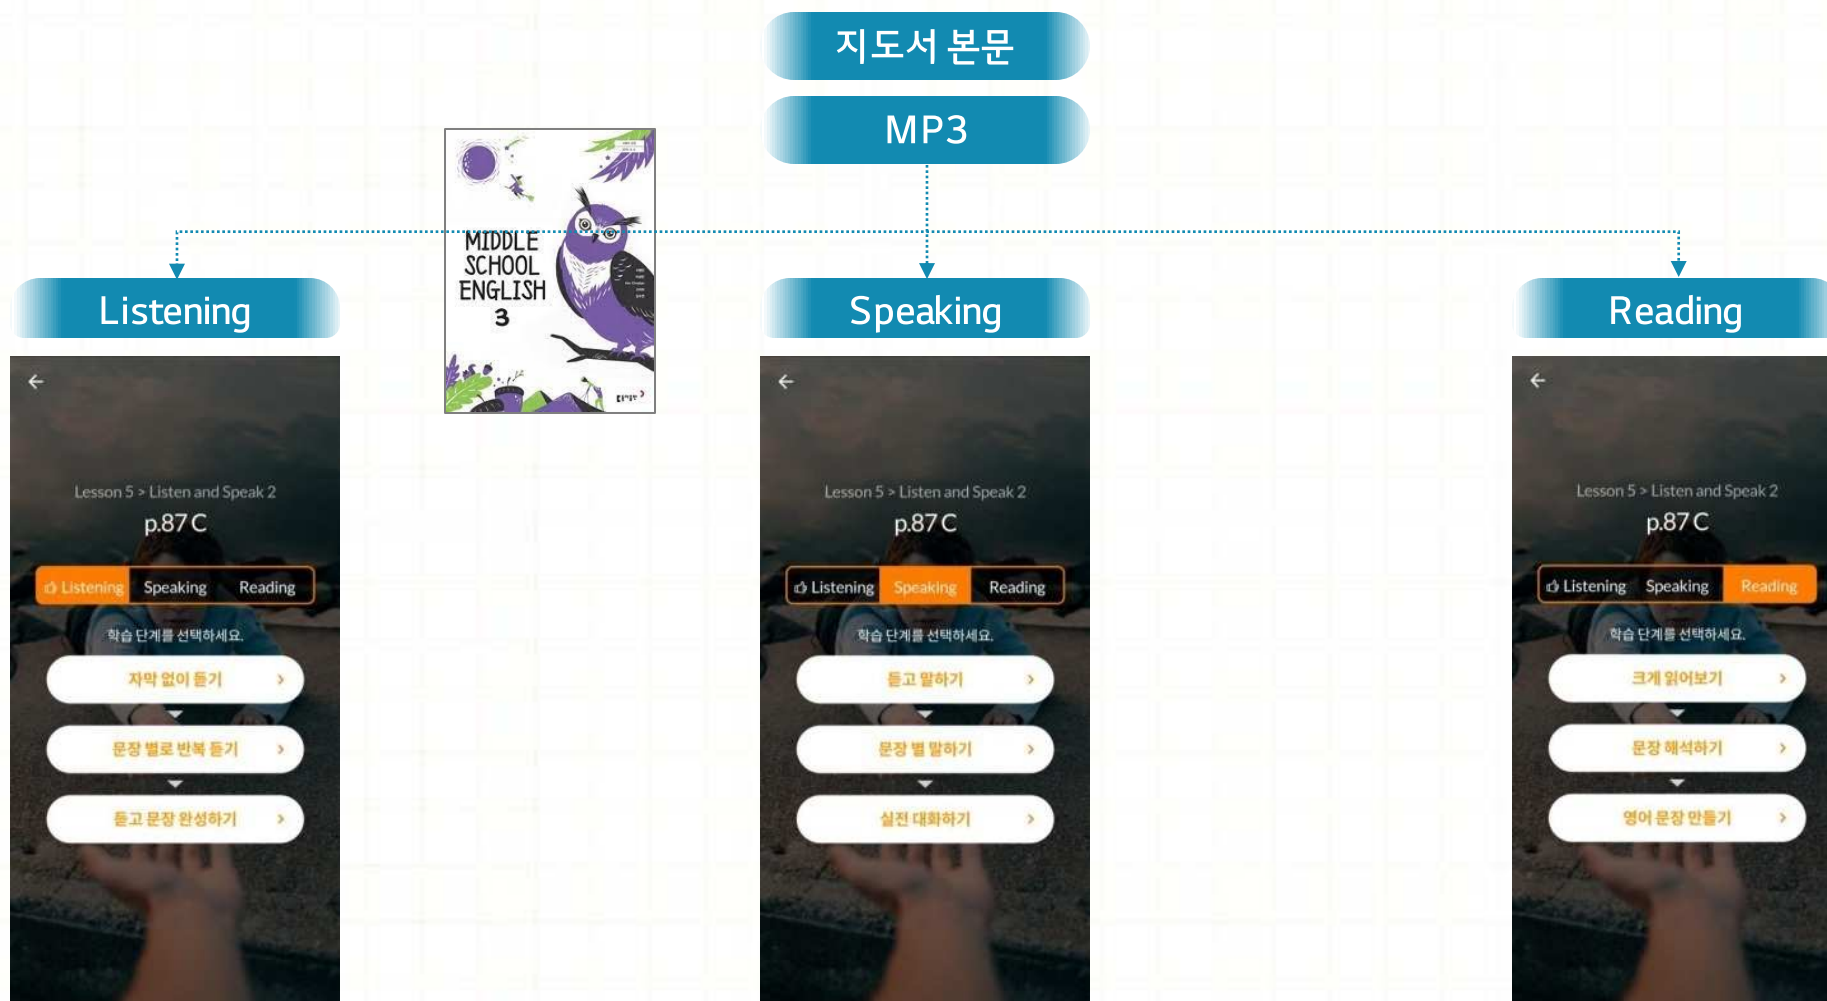 지도서 본문
MP3
MIDDLE
SCHOOL
ENGLISH
3
Listening
Speaking
Reading
Lesson 5 > Listen and Speak 2
p.87 C
Listening Speaking Reading
학습 단계를 선택하세요.
자막 없이 듣기
문장 별로 반복 듣기
듣고 문장 완성하기
Lesson 5 > Listen and Speak 2
p.87 C
Listening Speaking Reading
학습 단계를 선택하세요.
듣고 말하기
문장 별 말하기
실전 대화하기
Lesson 5 > Listen and Speak 2
p.87 C
Listening Speaking Reading
학습 단계를 선택하세요.
크게 읽어보기
문장 해석하기
영어 문장 만들기